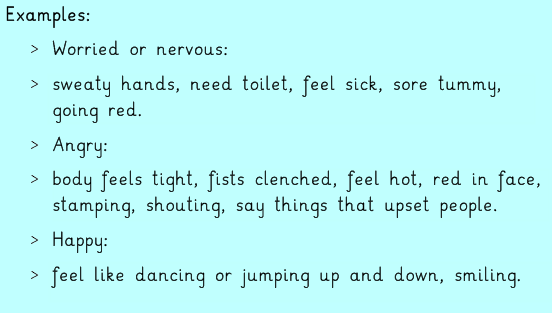 Examples:
> Worried or nervous:
> sweaty hands, need toilet, feel sick, sore tummy,
going red.
> Angry:
> body feels tight, fists clenched, feel hot, red in face,
stamping, shouting, say things that upset people.
> Happy:
> feel like dancing or jumping up and down, smiling.